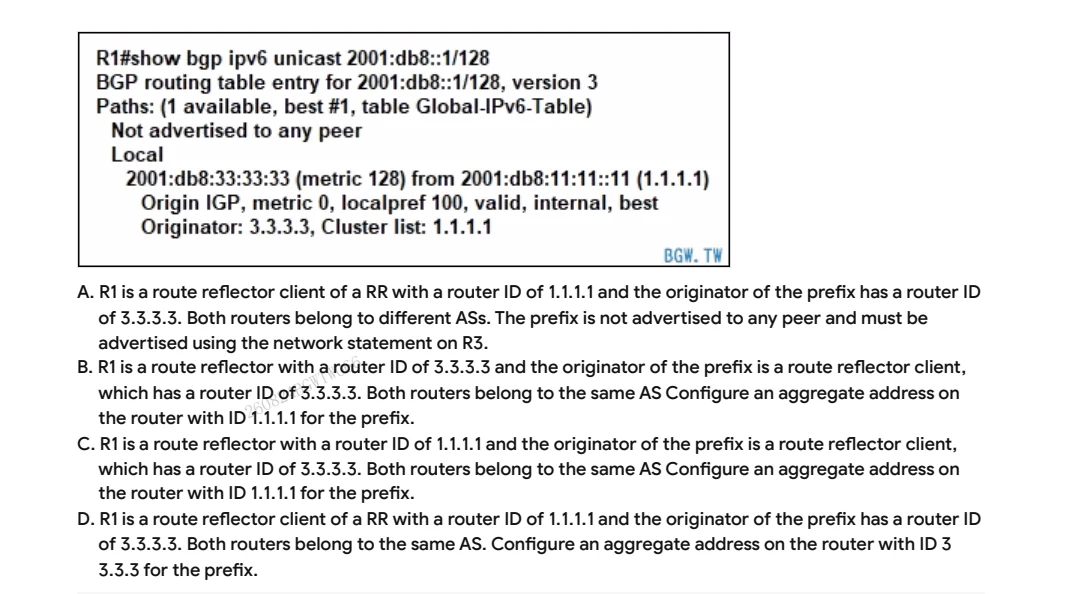 R1#show bgp ipv6 unicast 2001:db8::1/128
BGP routing table entry for 2001:db8::1/128, version 3
Paths: (1 available, best #1, table Global-IPv6-Table)
Not advertised to any peer
Local
2001:db8:33:33:33 (metric 128) from 2001:db8:11:11::11 (1.1.1.1)
Origin IGP, metric 0, localpref 100, valid, internal, best
Originator: 3.3.3.3, Cluster list: 1.1.1.1
BGW. TW
A. R1 is a route reflector client of a RR with a router ID of 1.1.1.1 and the originator of the prefix has a router ID
of 3.3.3.3. Both routers belong to different ASs. The prefix is not advertised to any peer and must be
advertised using the network statement on R3.
B. R1 is a route reflector with a router ID of 3.3.3.3 and the originator of the prefix is a route reflector client,
which has a router ID of 3.3.3.3. Both routers belong to the same AS Configure an aggregate address on
the router with ID 1.1.1.1 for the prefix.
C. R1 is a route reflector with a router ID of 1.1.1.1 and the originator of the prefix is a route reflector client,
which has a router ID of 3.3.3.3. Both routers belong to the same AS Configure an aggregate address on
the router with ID 1.1.1.1 for the prefix.
D. R1 is a route reflector client of a RR with a router ID of 1.1.1.1 and the originator of the prefix has a router ID
of 3.3.3.3. Both routers belong to the same AS. Configure an aggregate address on the router with ID 3
3.3.3 for the prefix.